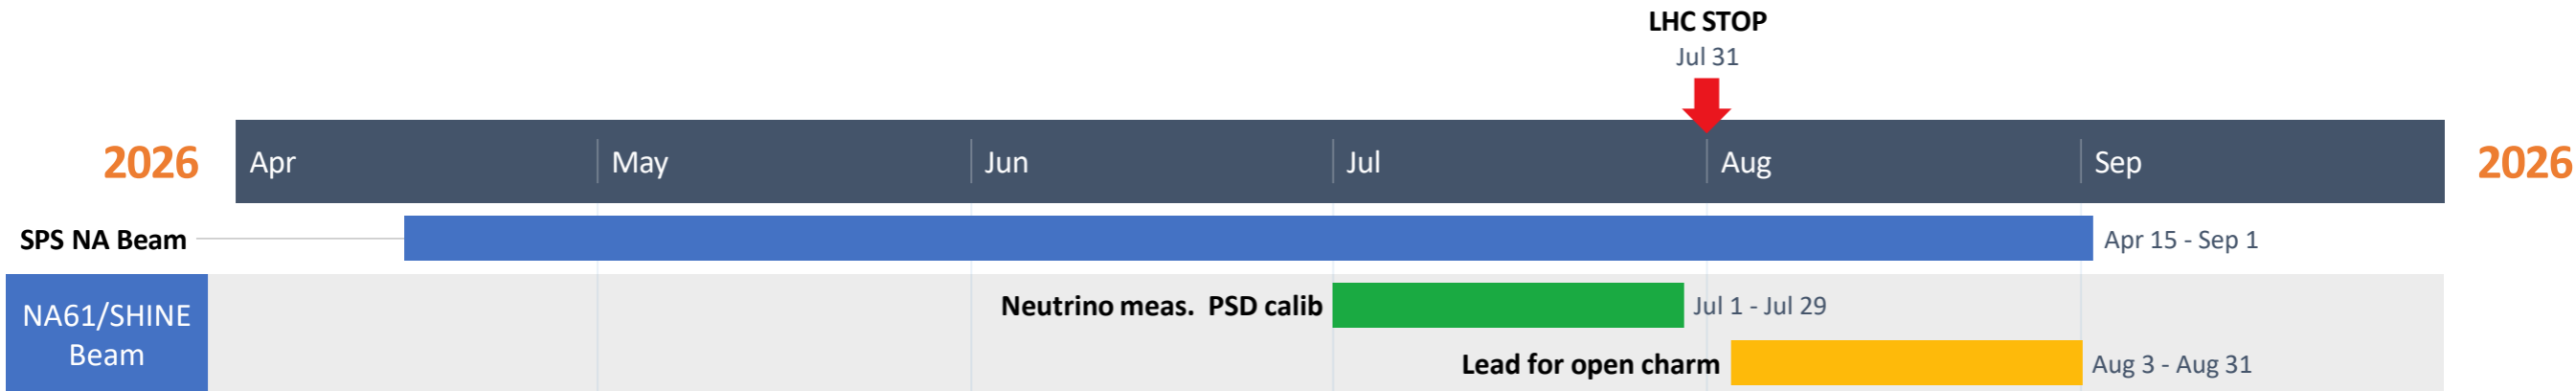 LHC STOP
Jul 31
2026
Apr
May
Jun
Jul
Aug
Sep
2026
SPS NA Beam
Apr 15 - Sep 1
NA61/SHINE
Beam
Neutrino meas.  PSD calib
Jul 1 - Jul 29
Lead for open charm
Aug 3 - Aug 31